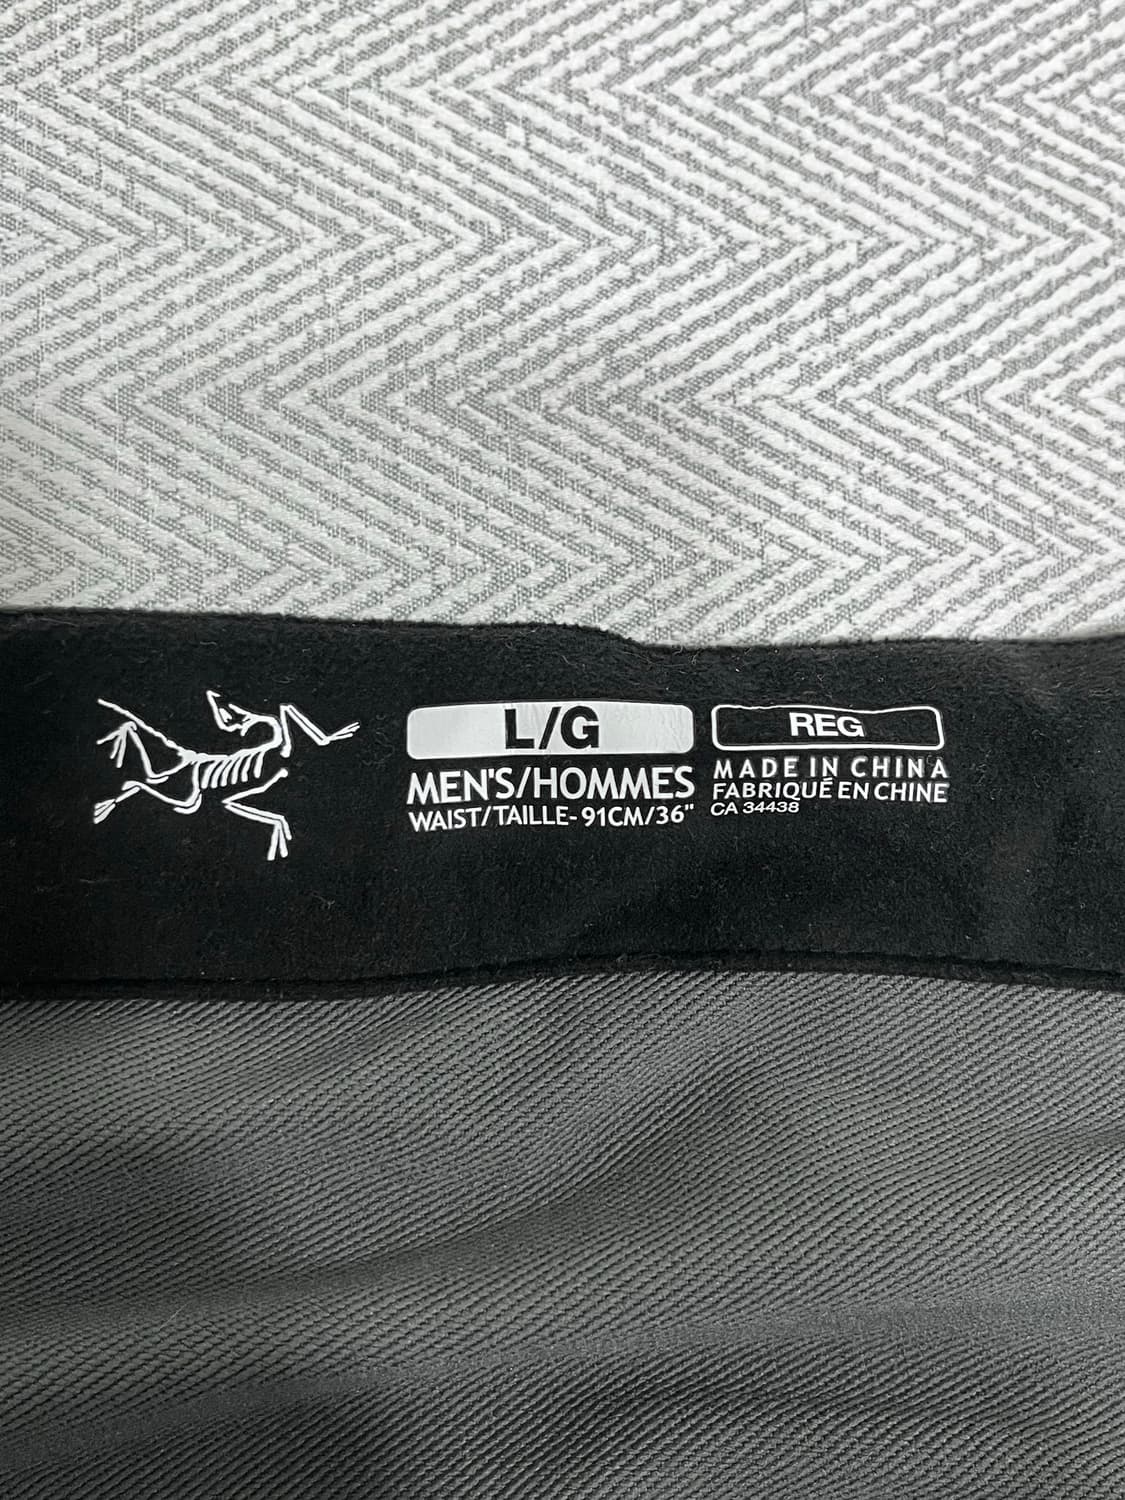 L/G
MEN'S/HOMMES
WAIST/TAILLE-91CM/36"
REG
MADE IN CHINA
FABRIQUÉ EN CHINE
CA 34438